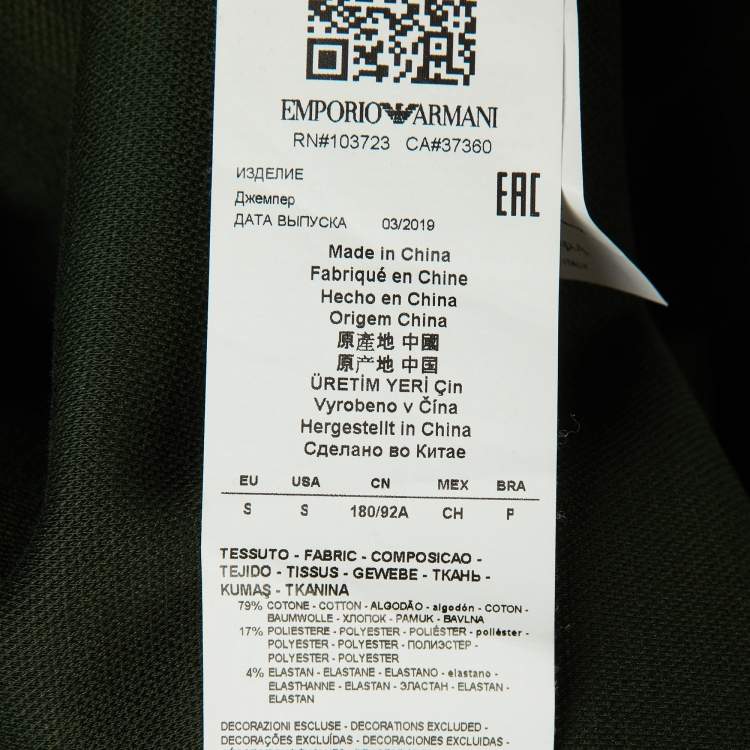 EMPORIO ARMANI
RN#103723 CA#37360
ИЗДЕЛИЕ
Джемпер
EAC
ДАТА ВЫПУСКА 03/2019
Made in China
Fabriqué en Chine
Hecho en China
Origem China
原產地 中國
原产地 中国
ÜRETİM YERİ Çin
Vyrobeno v Čína
Hergestellt in China
Сделано во Китае
EU USA CN MEX BRA
S S 180/92A CH P
TESSUTO - FABRIC - COMPOSICAO -
TEJIDO - TISSUS - GEWEBE - ТКАНЬ -
KUMAŞ - TKANINA
79% COTONE - COTTON - ALGODÃO - algodón - COTON -
BAUMWOLLE - ХЛОПОК - PAMUK - BAVLNA
17% POLIESTERE - POLYESTER - POLIÉSTER - poliéster -
POLYESTER - POLYESTER - ПОЛИЭСТЕР -
POLYESTER - POLYESTER
4% ELASTAN - ELASTANE - ELASTANO - elastano -
ELASTHANNE - ELASTAN - ЭЛАСТАН - ELASTAN -
ELASTAN
DECORAZIONI ESCLUSE - DECORATIONS EXCLUDED -
DECORAÇÕES EXCLUÍDAS - DECORACIONES EXCLUIDAS -